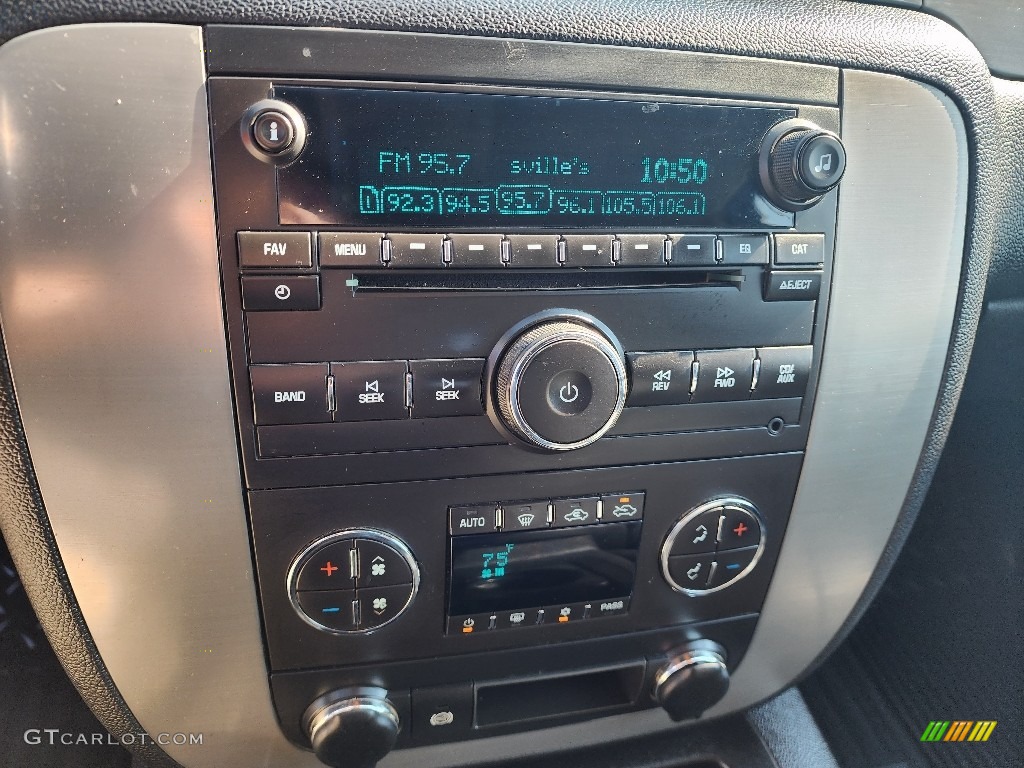 FM 95.7 sville's 10:50
92.3 94.5 95.7 96.1 105.5 106.1
FAV MENU EQ CAT
EJECT
BAND SEEK SEEK REV FWD CD/AUX
AUTO
75°F
PASS
GTCARLOT.COM